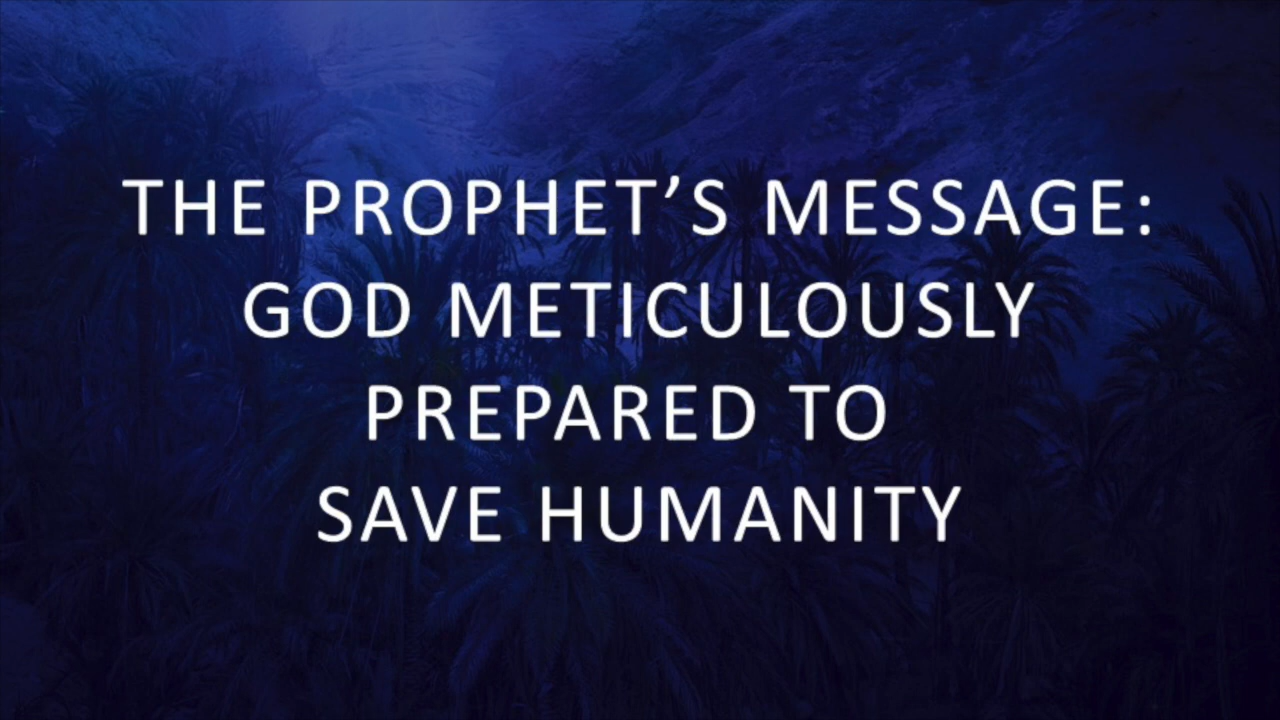 THE PROPHET’S MESSAGE:
GOD METICULOUSLY
PREPARED TO
SAVE HUMANITY